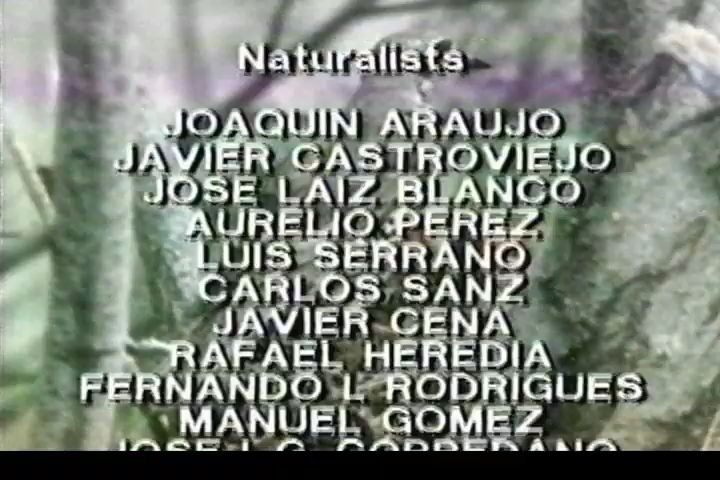 Naturalists
JOAQUIN ARAUJO
JAVIER CASTROVIEJO
JOSE LAIZ BLANCO
AURELIO PEREZ
LUIS SERRANO
CARLOS SANZ
JAVIER CENA
RAFAEL HEREDIA
FERNANDO L RODRIGUES
MANUEL GOMEZ
JOSE